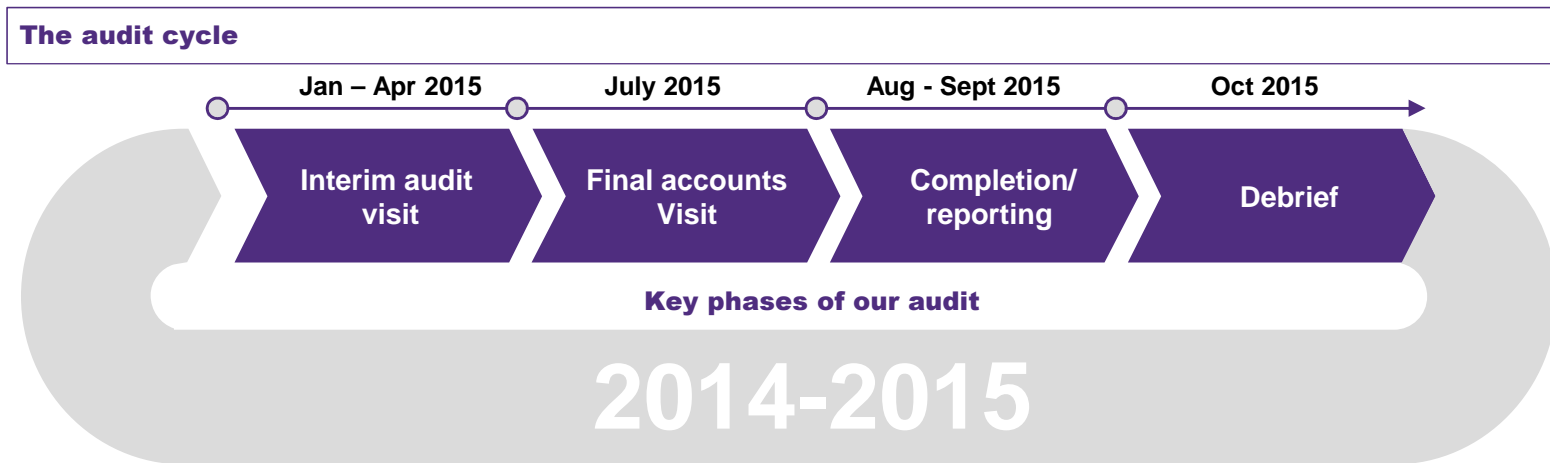 The audit cycle
Jan – Apr 2015
July 2015
Aug - Sept 2015
Oct 2015
Interim audit
visit
Final accounts
Visit
Completion/
reporting
Debrief
Key phases of our audit
2014-2015